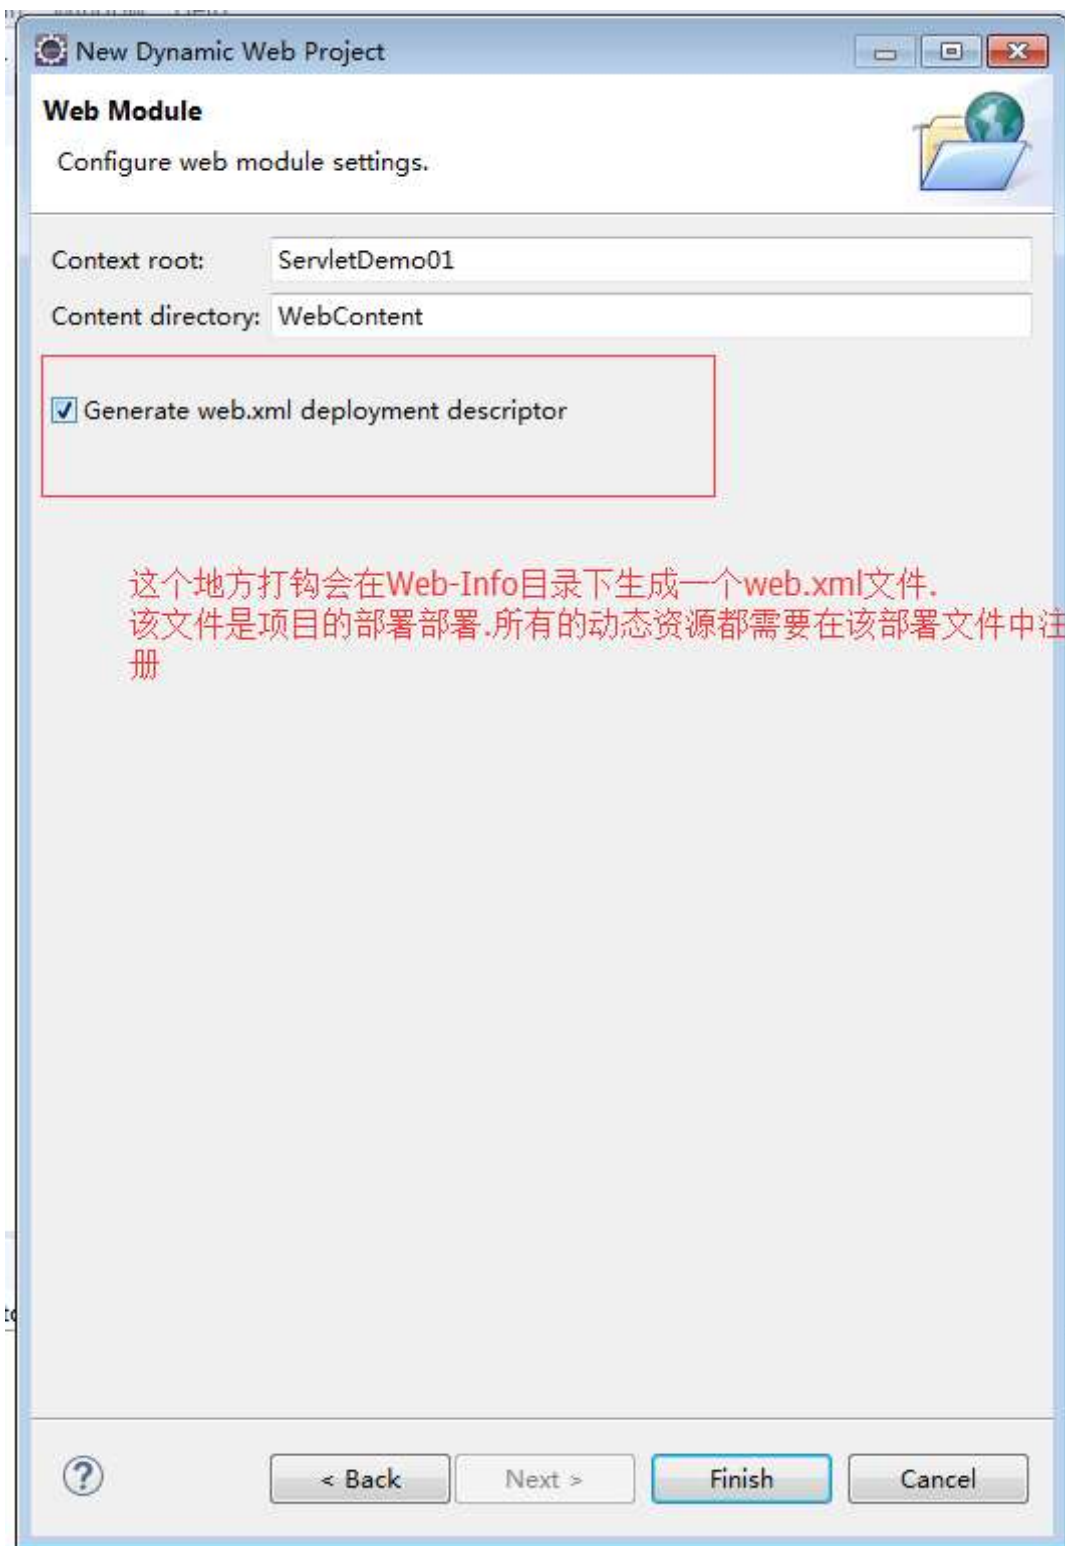 New Dynamic Web Project
Web Module
Configure web module settings.
Context root: ServletDemo01
Content directory: WebContent
Generate web.xml deployment descriptor
这个地方打钩会在Web-Info目录下生成一个web.xml文件.
该文件是项目的部署部署.所有的动态资源都需要在该部署文件中注
册
< Back Next > Finish Cancel